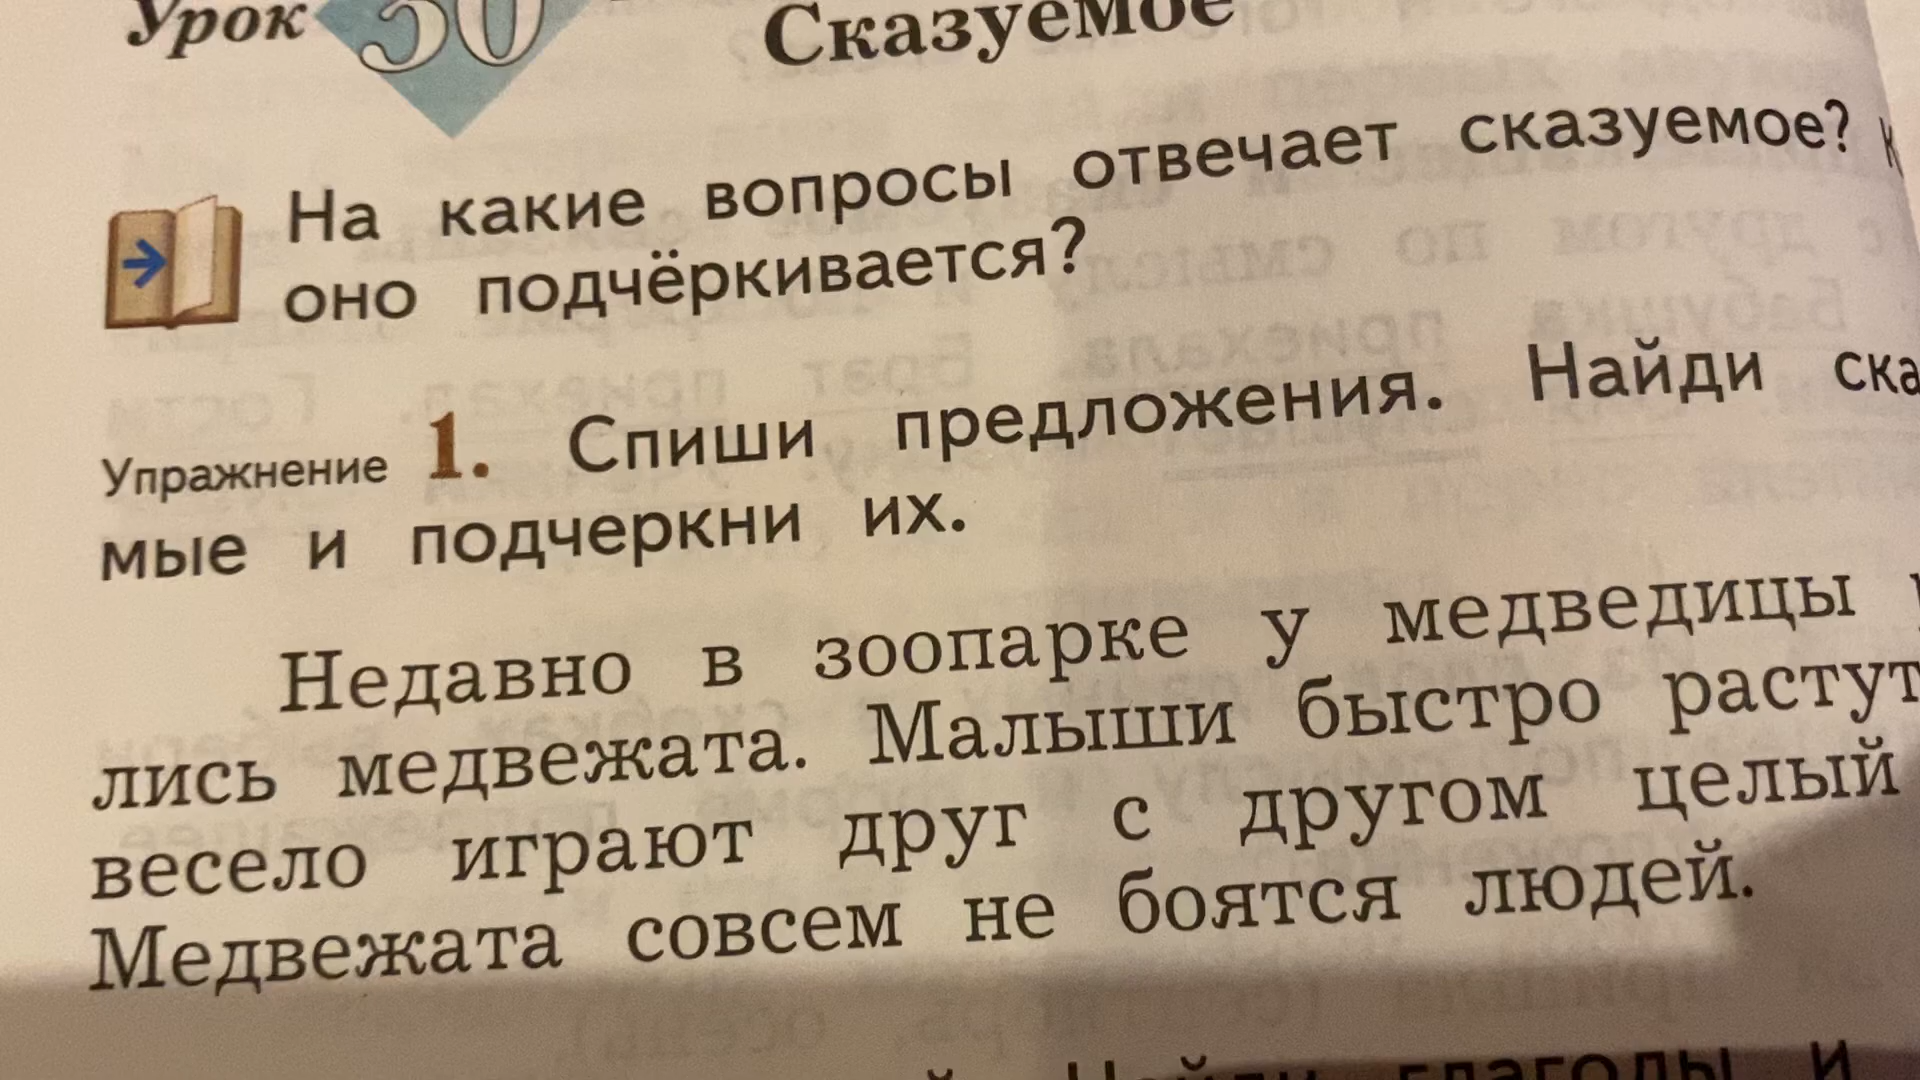 Урок 30 Сказуемое
На какие вопросы отвечает сказуемое?
оно подчёркивается?
Упражнение 1. Спиши предложения. Найди ска
мые и подчеркни их.
Недавно в зоопарке у медведицы
лись медвежата. Малыши быстро растут
весело играют друг с другом целый
Медвежата совсем не боятся людей.
глаголы и